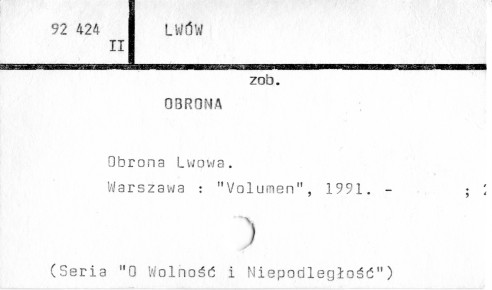 92 424 LWÓW
II
zob.
OBRONA
Obrona Lwowa.
Warszawa : "Volumen", 1991. - ;
(Seria "O Wolność i Niepodległość")